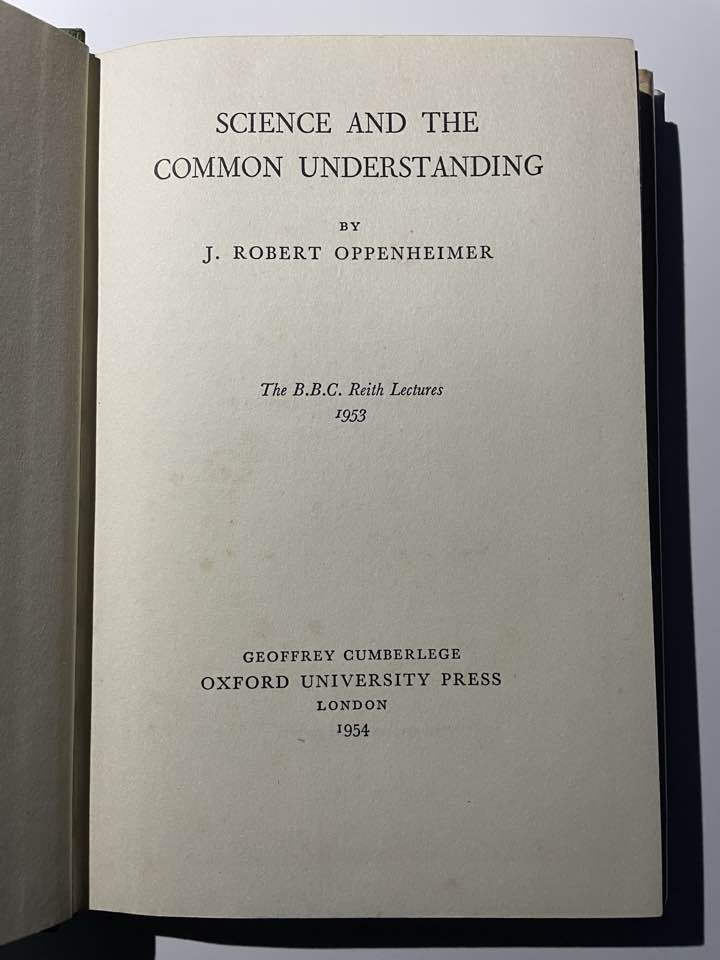 SCIENCE AND THE
COMMON UNDERSTANDING
BY
J. ROBERT OPPENHEIMER
The B.B.C. Reith Lectures
1953
GEOFFREY CUMBERLEGE
OXFORD UNIVERSITY PRESS
LONDON
1954